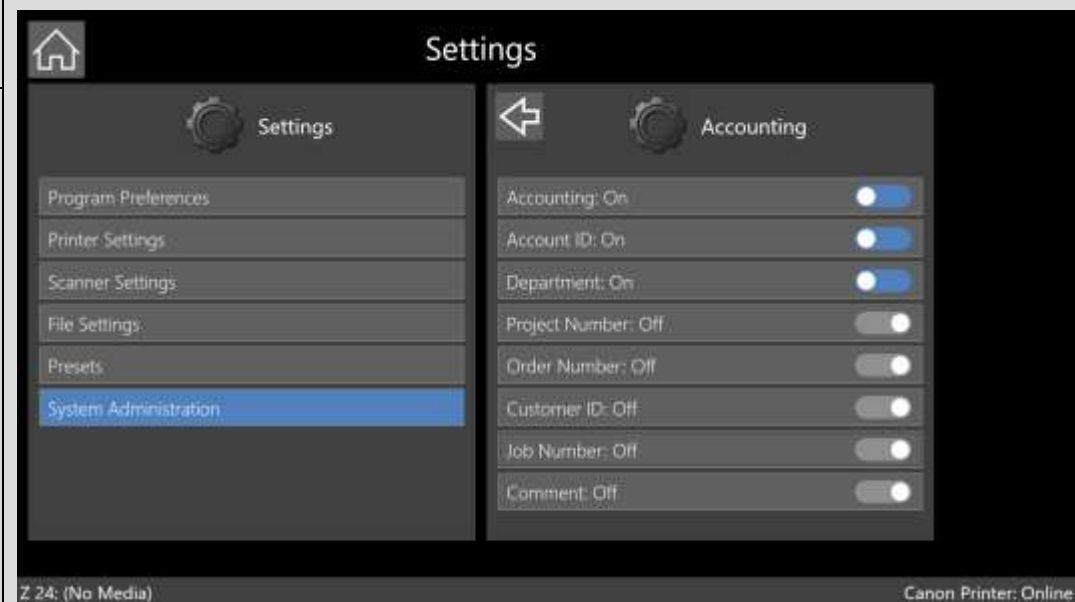 Settings
Settings
Program Preferences
Printer Settings
Scanner Settings
File Settings
Presets
System Administration
Accounting
Accounting: On
Account ID: On
Department: On
Project Number: Off
Order Number: Off
Customer ID: Off
Job Number: Off
Comment: Off
Z 24: (No Media)
Canon Printer: Online